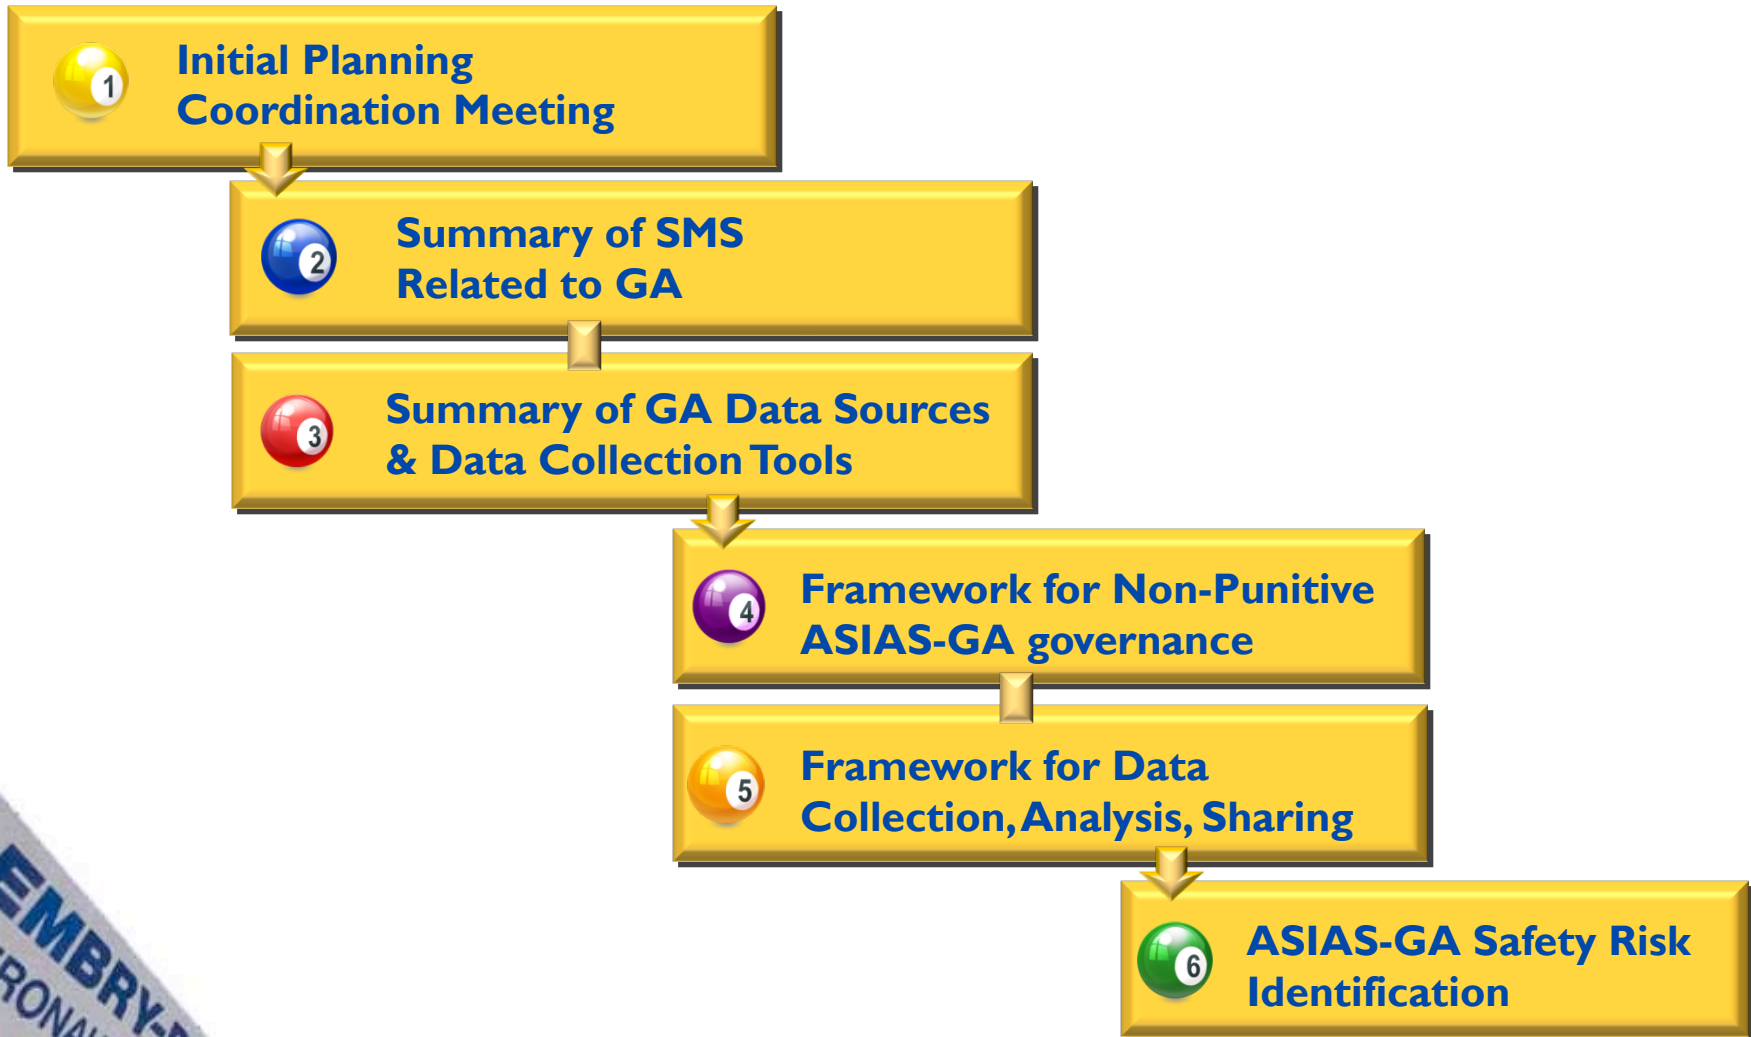 1
Initial Planning
Coordination Meeting
2
Summary of SMS
Related to GA
3
Summary of GA Data Sources
& Data Collection Tools
4
Framework for Non-Punitive
ASIAS-GA governance
5
Framework for Data
Collection, Analysis, Sharing
6
ASIAS-GA Safety Risk
Identification
EMBRY-